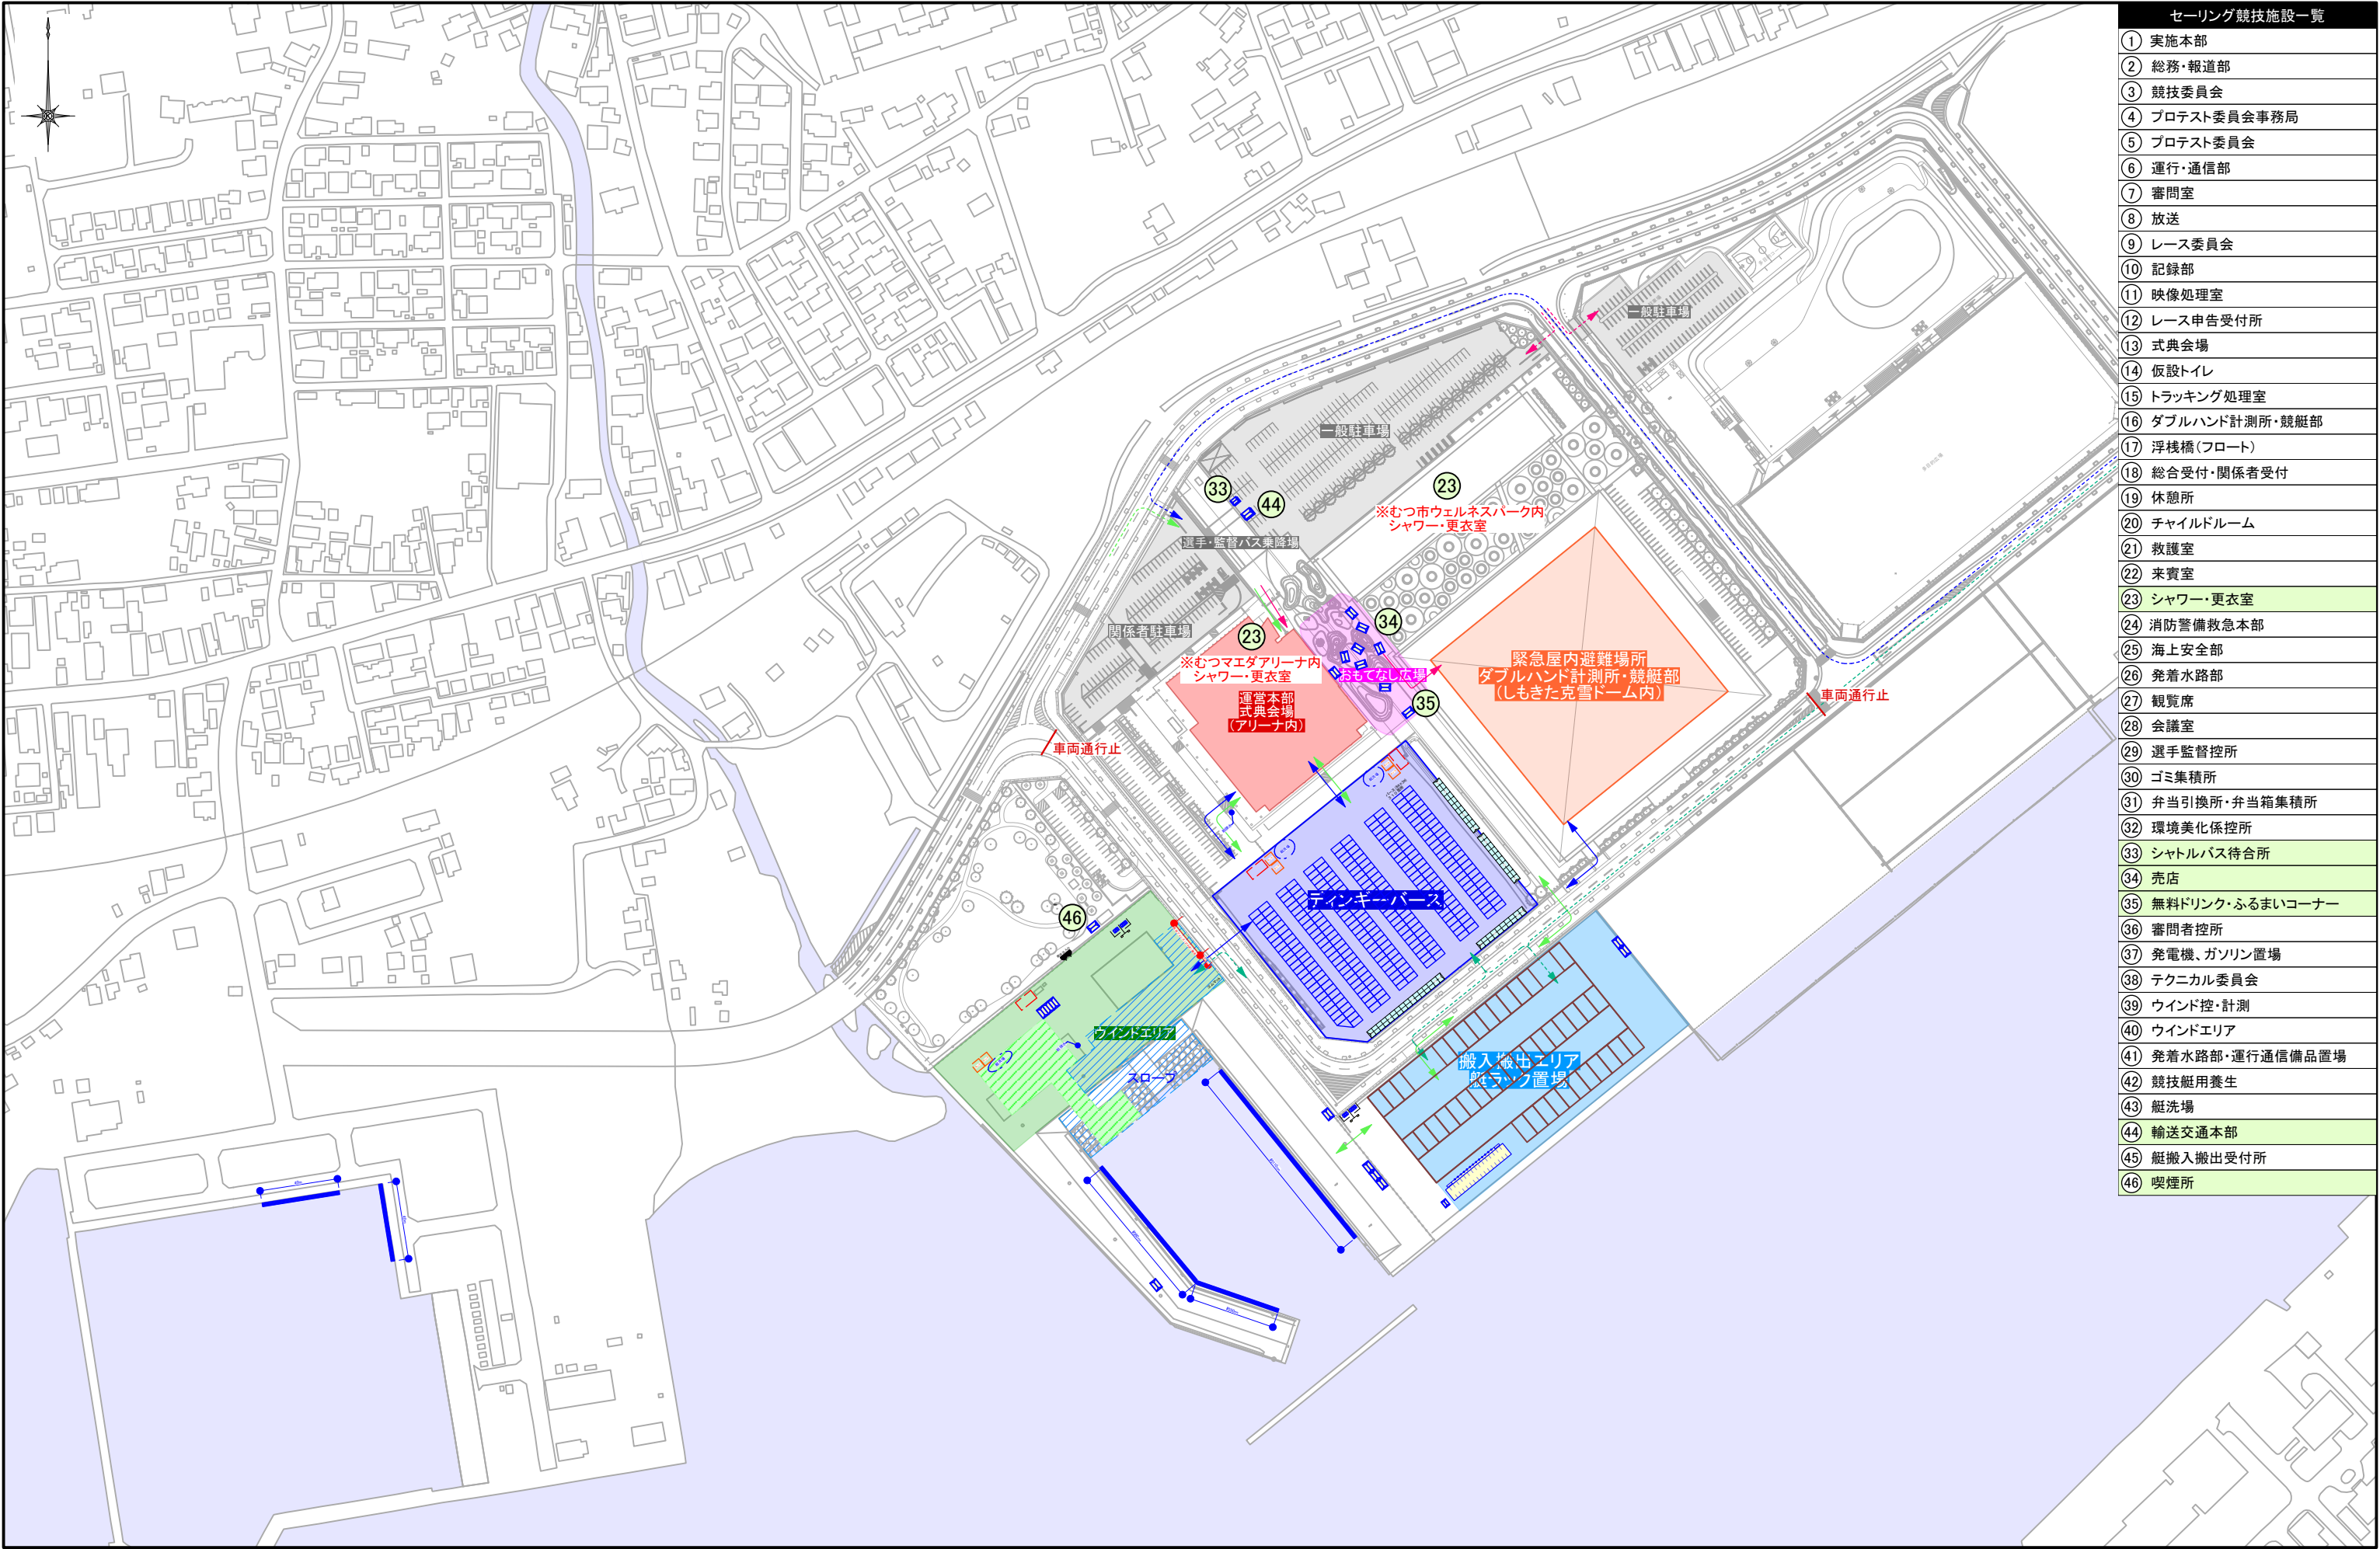 セーリング競技施設一覧
① 実施本部
② 総務・報道部
③ 競技委員会
④ プロテスト委員会事務局
⑤ プロテスト委員会
⑥ 運行・通信部
⑦ 審問室
⑧ 放送
⑨ レース委員会
⑩ 記録部
⑪ 映像処理室
⑫ レース申告受付所
⑬ 式典会場
⑭ 仮設トイレ
⑮ トラッキング処理室
⑯ ダブルハンド計測所・競艇部
⑰ 浮桟橋(フロート)
⑱ 総合受付・関係者受付
⑲ 休憩所
⑳ チャイルドルーム
㉑ 救護室
㉒ 来賓室
㉓ シャワー・更衣室
㉔ 消防警備救急本部
㉕ 海上安全部
㉖ 発着水路部
㉗ 観覧席
㉘ 会議室
㉙ 選手監督控所
㉚ ゴミ集積所
㉛ 弁当引換所・弁当箱集積所
㉜ 環境美化係控所
㉝ シャトルバス待合所
㉞ 売店
㉟ 無料ドリンク・ふるまいコーナー
㊱ 審問者控所
㊲ 発電機、ガソリン置場
㊳ テクニカル委員会
㊴ ウインド控・計測
㊵ ウインドエリア
㊶ 発着水路部・運行通信備品置場
㊷ 競技艇用養生
㊸ 艇洗場
㊹ 輸送交通本部
㊺ 艇搬入搬出受付所
㊻ 喫煙所
一般駐車場
一般駐車場
㉝
㊹
㉓
※むつ市ウェルネスパーク内
シャワー・更衣室
選手・監督バス乗降場
関係者駐車場
㉓
※むつマエダアリーナ内
シャワー・更衣室
運営本部
式典会場
(アリーナ内)
㉞
おもてなし広場
㉟
緊急屋内避難場所
ダブルハンド計測所・競艇部
(しもきた克雪ドーム内)
車両通行止
車両通行止
ディンギーバース
㊻
ウインドエリア
スロープ
搬入搬出エリア
艇ラック置場